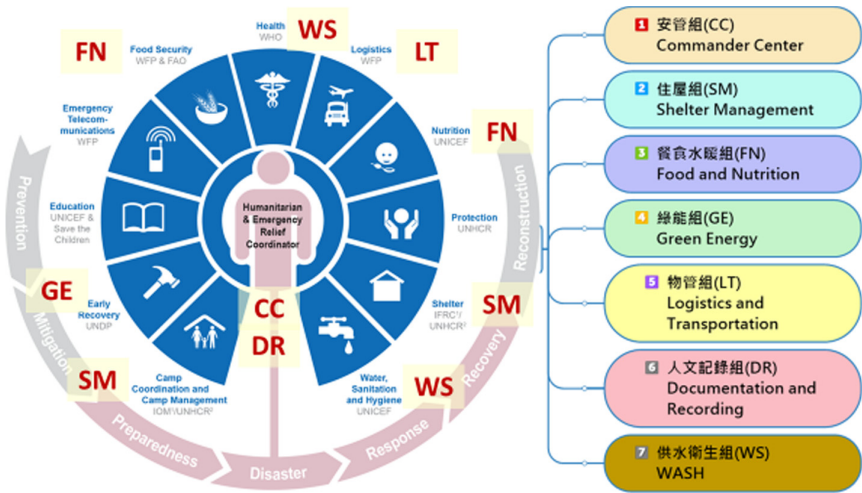 FN
Food Security
WFP & FAO
Health
WHO
WS
Logistics
WFP
LT
Emergency
Telecom-
munications
WFP
Nutrition
UNICEF
FN
Education
UNICEF &
Save the
Children
Humanitarian
& Emergency
Relief
Coordinator
Protection
UNHCR
GE
Early
Recovery
UNDP
CC
DR
Shelter
IFRC¹/
UNHCR²
SM
SM
Camp
Coordination and
Camp Management
IOM¹/UNHCR²
Water,
Sanitation
and Hygiene
UNICEF
WS
Prevention
Mitigation
Preparedness
Disaster
Response
Recovery
Reconstruction
1 安管組(CC)
Commander Center
2 住屋組(SM)
Shelter Management
3 餐食水暖組(FN)
Food and Nutrition
4 綠能組(GE)
Green Energy
5 物管組(LT)
Logistics and
Transportation
6 人文記錄組(DR)
Documentation and
Recording
7 供水衛生組(WS)
WASH